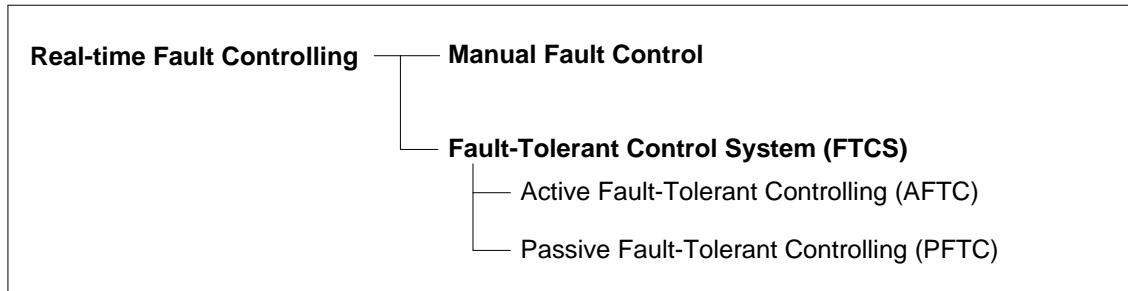 Real-time Fault Controlling
Manual Fault Control
Fault-Tolerant Control System (FTCS)
Active Fault-Tolerant Controlling (AFTC)
Passive Fault-Tolerant Controlling (PFTC)